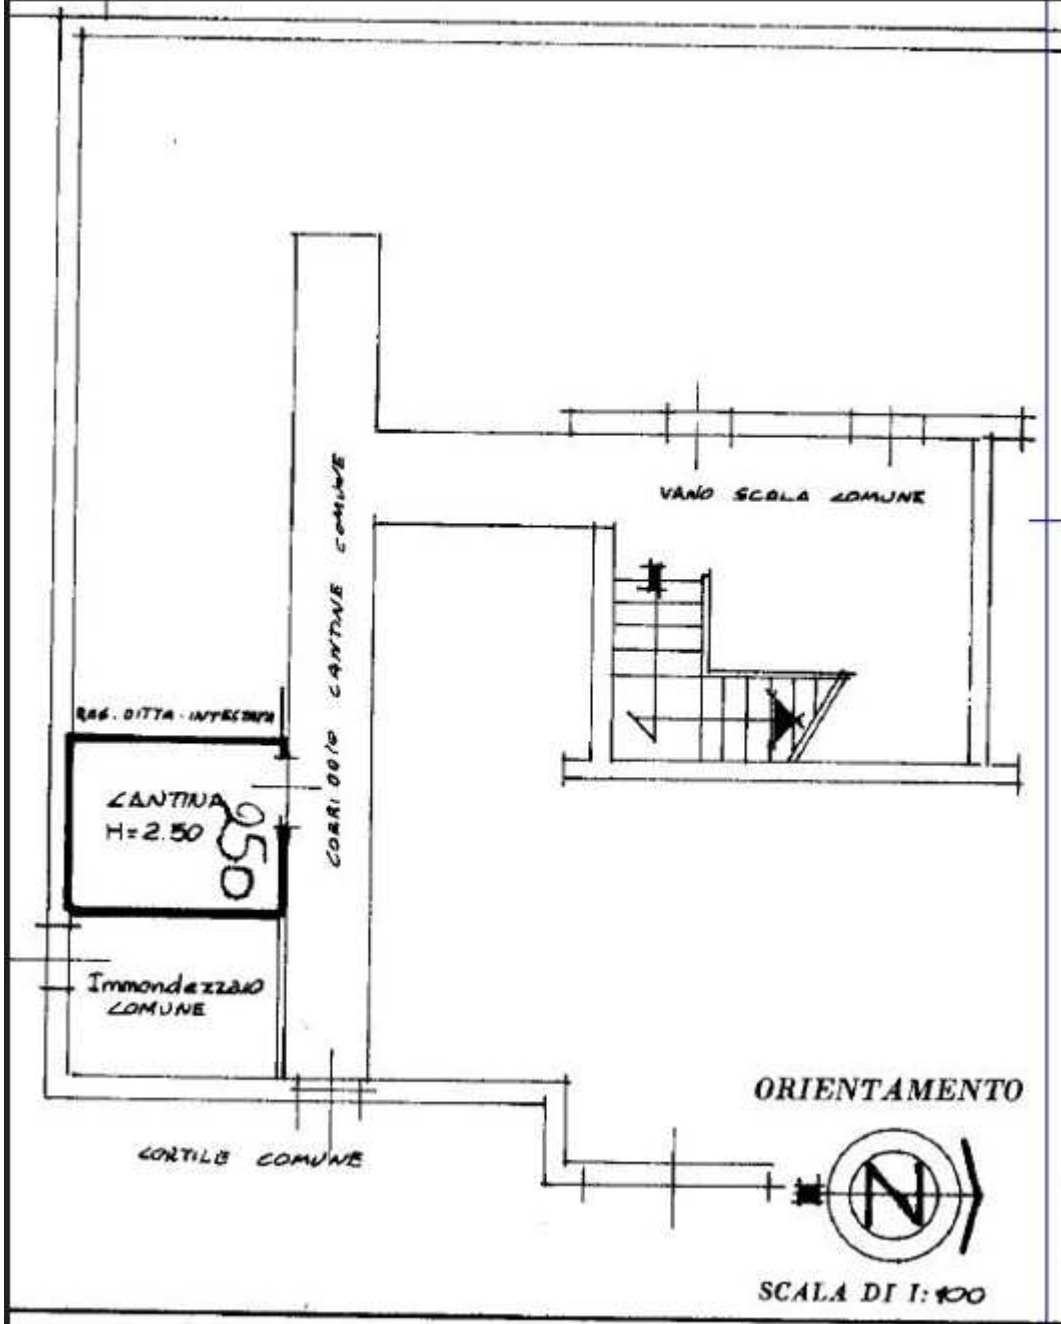 VANO SCALA COMUNE
CORRIDOIO CANTINE COMUNE
RAG. DITTA - INTESTATA
CANTINA
H=2.50
950
Immondezzaio
COMUNE
CORTILE COMUNE
ORIENTAMENTO
N
SCALA DI 1:100